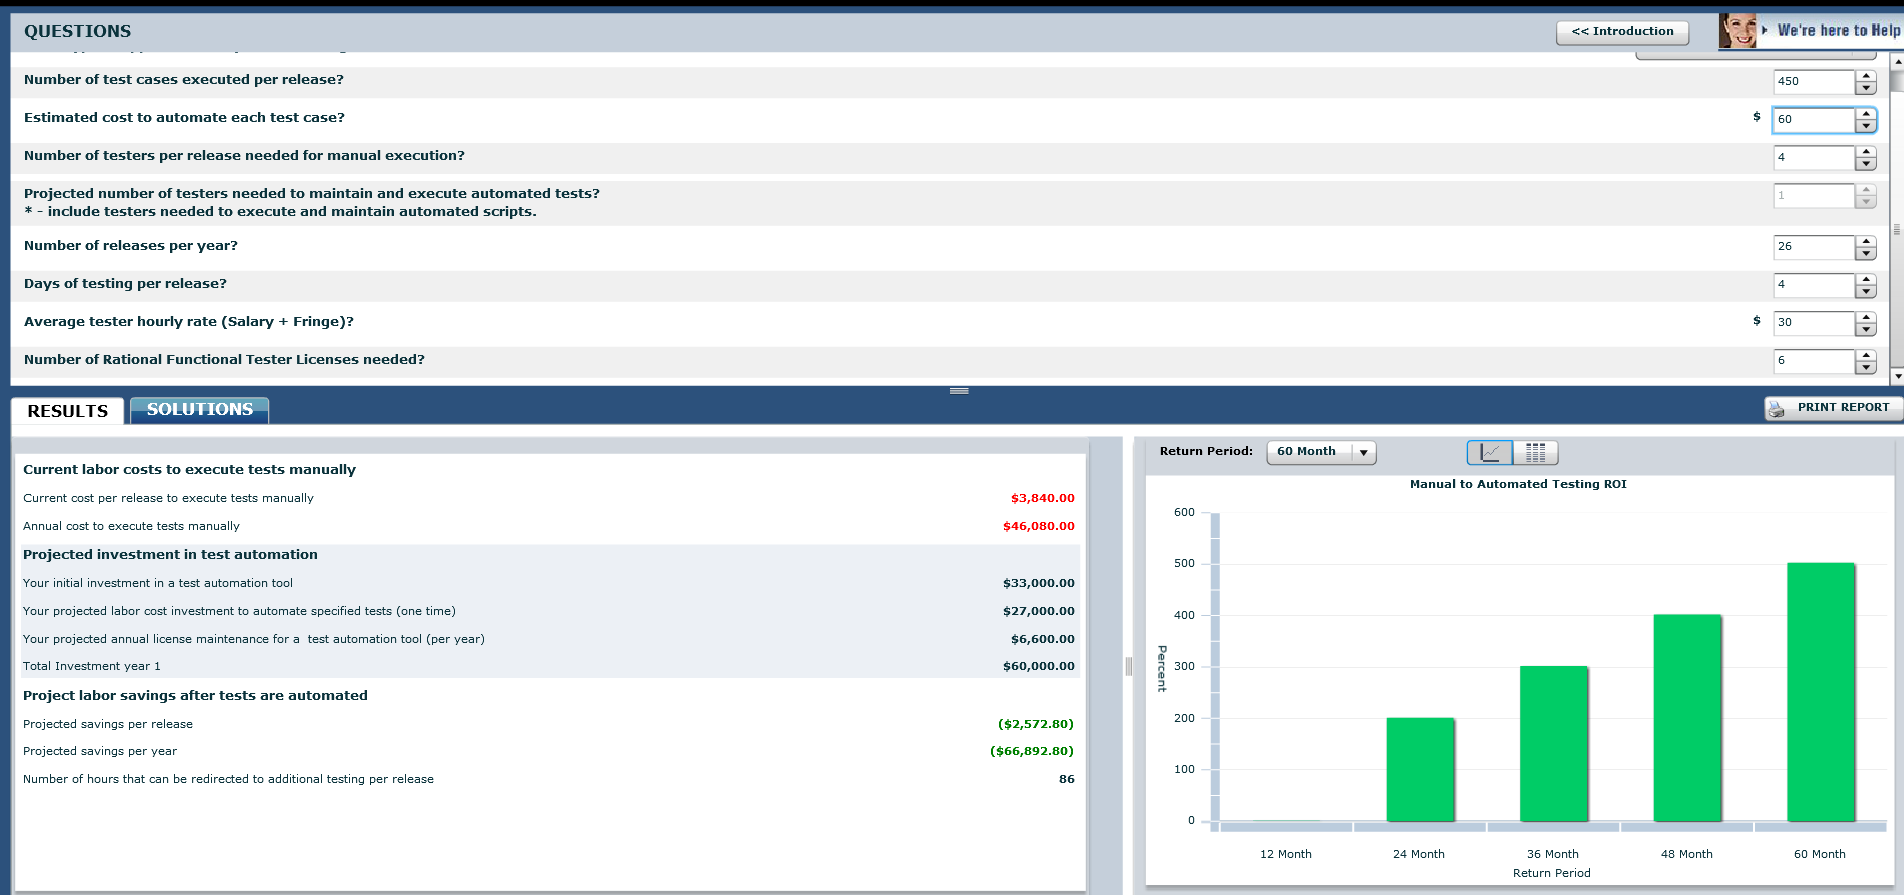 QUESTIONS
<< Introduction
We're here to Help
Number of test cases executed per release?
450
Estimated cost to automate each test case?
$ 60
Number of testers per release needed for manual execution?
4
Projected number of testers needed to maintain and execute automated tests?
* - include testers needed to execute and maintain automated scripts.
1
Number of releases per year?
26
Days of testing per release?
4
Average tester hourly rate (Salary + Fringe)?
$ 30
Number of Rational Functional Tester Licenses needed?
6
RESULTS
SOLUTIONS
PRINT REPORT
Current labor costs to execute tests manually
Current cost per release to execute tests manually
$3,840.00
Annual cost to execute tests manually
$46,080.00
Projected investment in test automation
Your initial investment in a test automation tool
$33,000.00
Your projected labor cost investment to automate specified tests (one time)
$27,000.00
Your projected annual license maintenance for a  test automation tool (per year)
$6,600.00
Total Investment year 1
$60,000.00
Project labor savings after tests are automated
Projected savings per release
($2,572.80)
Projected savings per year
($66,892.80)
Number of hours that can be redirected to additional testing per release
86
Return Period:
60 Month
Manual to Automated Testing ROI
600
500
400
300
200
100
0
Percent
12 Month
24 Month
36 Month
48 Month
60 Month
Return Period